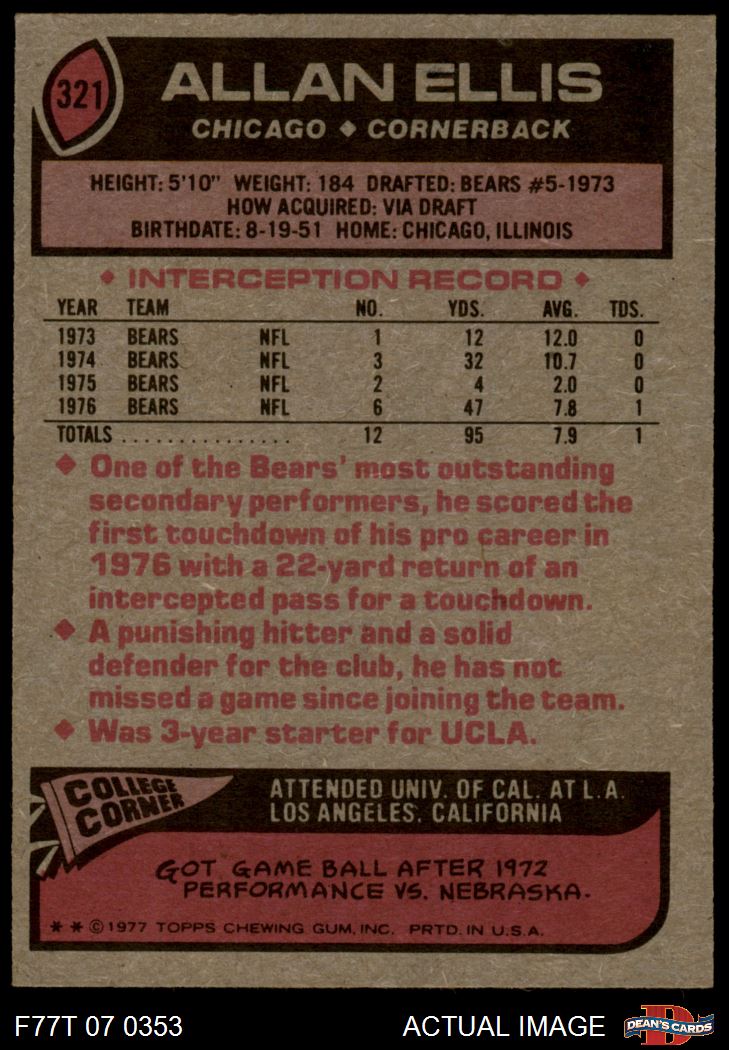 321
ALLAN ELLIS
CHICAGO ◆ CORNERBACK
HEIGHT: 5'10" WEIGHT: 184 DRAFTED: BEARS #5-1973
HOW ACQUIRED: VIA DRAFT
BIRTHDATE: 8-19-51 HOME: CHICAGO, ILLINOIS
◆ INTERCEPTION RECORD ◆
YEAR TEAM NO. YDS. AVG. TDS.
1973 BEARS NFL 1 12 12.0 0
1974 BEARS NFL 3 32 10.7 0
1975 BEARS NFL 2 4 2.0 0
1976 BEARS NFL 6 47 7.8 1
TOTALS ............... 12 95 7.9 1
◆ One of the Bears' most outstanding
secondary performers, he scored the
first touchdown of his pro career in
1976 with a 22-yard return of an
intercepted pass for a touchdown.
◆ A punishing hitter and a solid
defender for the club, he has not
missed a game since joining the team.
◆ Was 3-year starter for UCLA.
COLLEGE
CORNER
ATTENDED UNIV. OF CAL. AT L.A.
LOS ANGELES, CALIFORNIA
GOT GAME BALL AFTER 1972
PERFORMANCE VS. NEBRASKA.
* * © 1977 TOPPS CHEWING GUM, INC. PRTD. IN U.S.A.
F77T 07 0353 ACTUAL IMAGE
D
DEAN'S CARDS